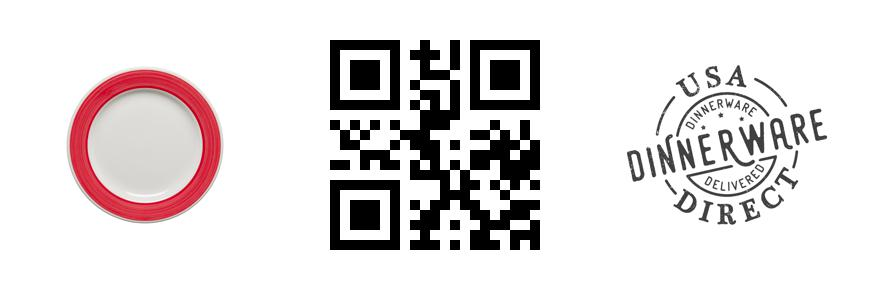 USA
DINNERWARE
DINNERWARE
DELIVERED
DIRECT